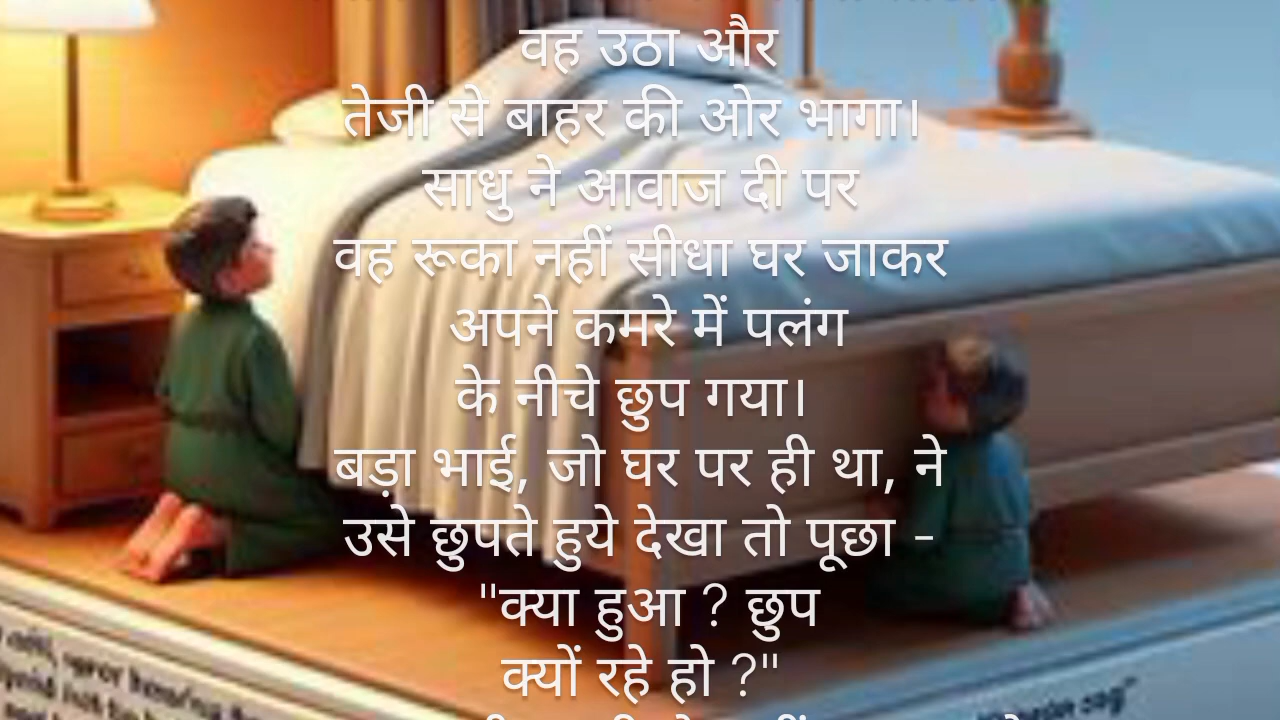 वह उठा और
तेजी से बाहर की ओर भागा।
साधु ने आवाज दी पर
वह रूका नहीं सीधा घर जाकर
अपने कमरे में पलंग
के नीचे छुप गया।
बड़ा भाई, जो घर पर ही था, ने
उसे छुपते हुये देखा तो पूछा -
"क्या हुआ ? छुप
क्यों रहे हो ?"